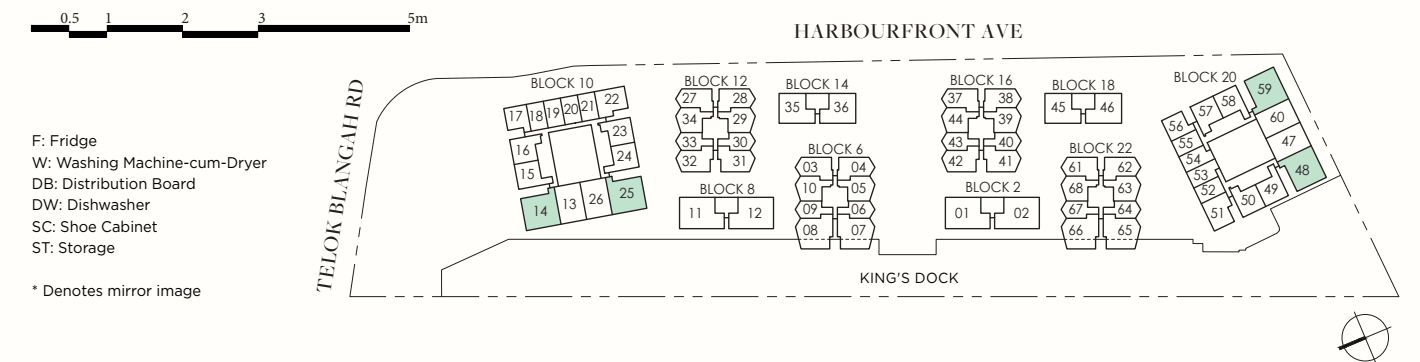 0.5 1 2 3 5m
HARBOURFRONT AVE
TELOK BLANGAH RD
F: Fridge
W: Washing Machine-cum-Dryer
DB: Distribution Board
DW: Dishwasher
SC: Shoe Cabinet
ST: Storage
* Denotes mirror image
BLOCK 10
17 18 19 20 21 22
16 23
15 24
14 13 26 25
BLOCK 12
27 28
34 29
33 30
32 31
BLOCK 14
35 36
BLOCK 8
11 12
BLOCK 6
03 04
10 05
09 06
08 07
BLOCK 16
37 38
44 39
43 40
42 41
BLOCK 18
45 46
BLOCK 2
01 02
BLOCK 22
61 62
68 63
67 64
66 65
BLOCK 20
59
58
57
60
56
55
47
54
53
48
52
49
50
51
KING'S DOCK